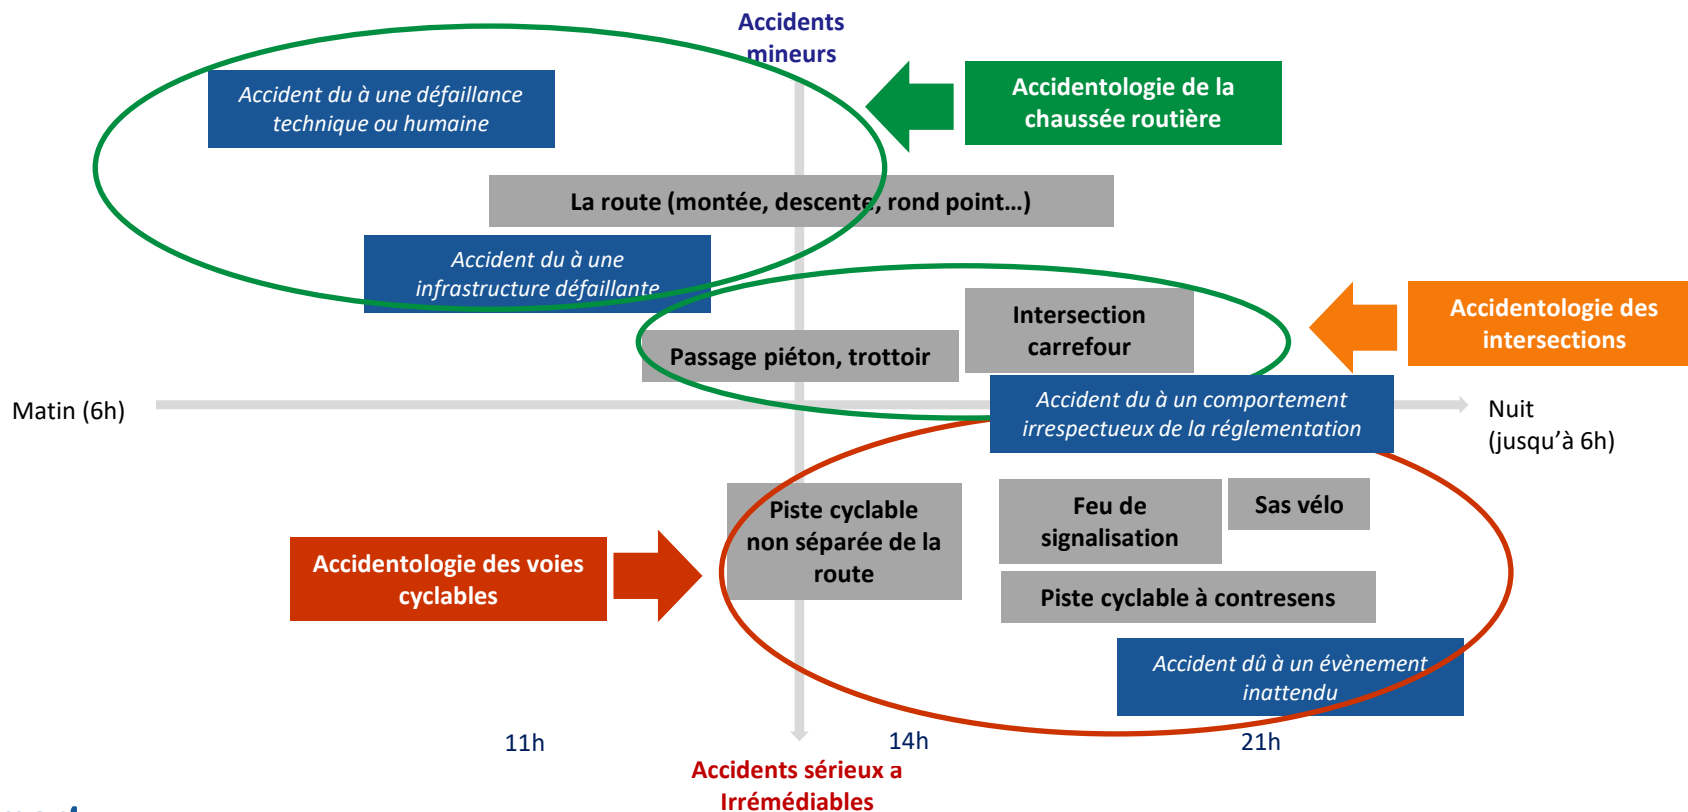 Accidents
mineurs
Accident du à une défaillance
technique ou humaine
Accidentologie de la
chaussée routière
La route (montée, descente, rond point…)
Accident du à une
infrastructure défaillante
Intersection
carrefour
Accidentologie des
intersections
Passage piéton, trottoir
Matin (6h)
Accident du à un comportement
irrespectueux de la réglementation
Nuit
(jusqu’à 6h)
Piste cyclable
non séparée de la
route
Feu de
signalisation
Sas vélo
Accidentologie des voies
cyclables
Piste cyclable à contresens
Accident dû à un évènement
inattendu
11h
14h
21h
Accidents sérieux a
Irrémédiables